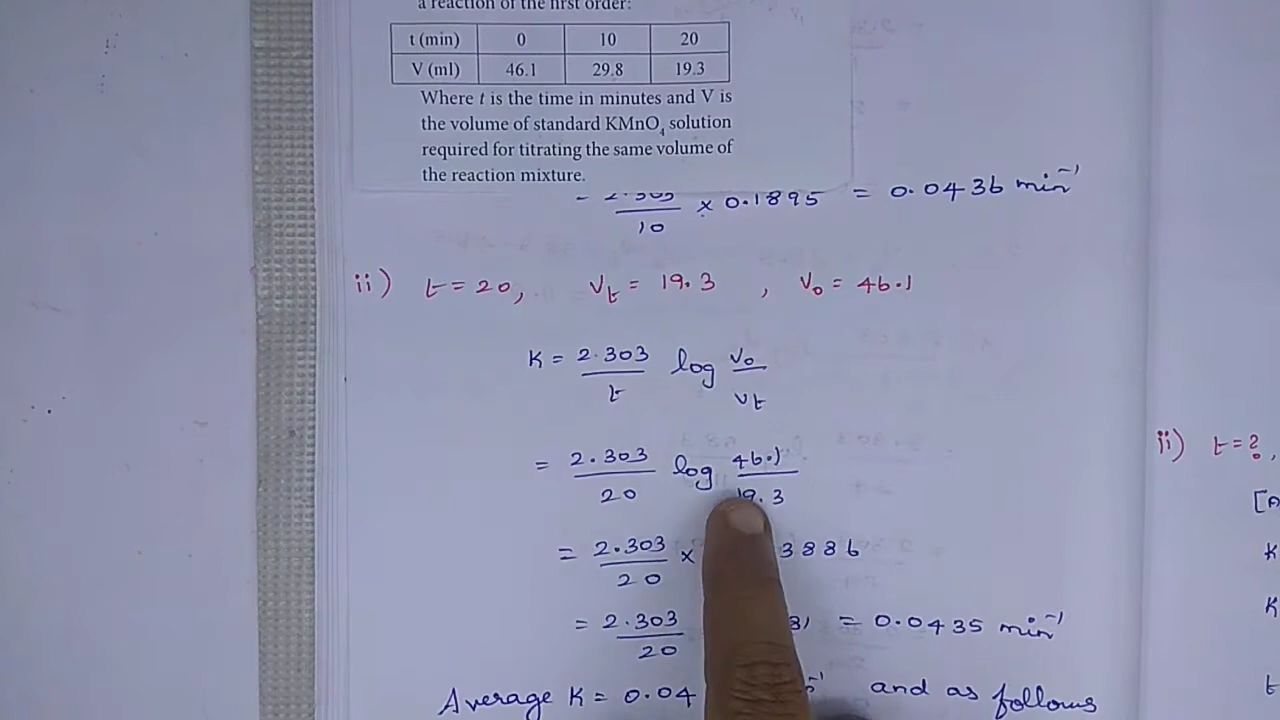 a reaction of the first order:
t (min) 0 10 20
V (ml) 46.1 29.8 19.3
Where t is the time in minutes and V is
the volume of standard KMnO4 solution
required for titrating the same volume of
the reaction mixture.
= 2.303/10 × 0.1895 = 0.0436 min⁻¹
ii) t = 20, Vt = 19.3, V0 = 46.1
K = 2.303/t log V0/Vt
= 2.303/20 log 46.1/19.3
ii) t = ?,
= 2.303/20 × 3886
K
K
= 2.303/20 = 0.0435 min⁻¹
Average K = 0.04 and as follows
t